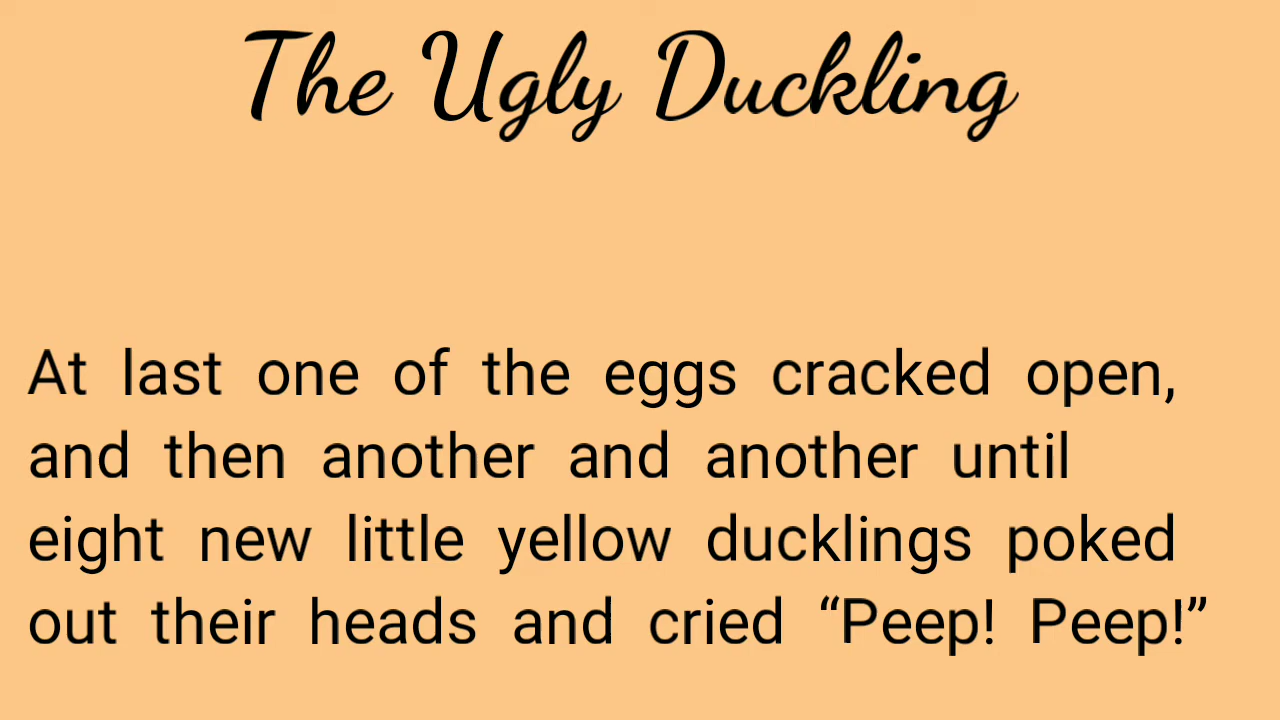 The Ugly Duckling
At last one of the eggs cracked open,
and then another and another until
eight new little yellow ducklings poked
out their heads and cried “Peep! Peep!”